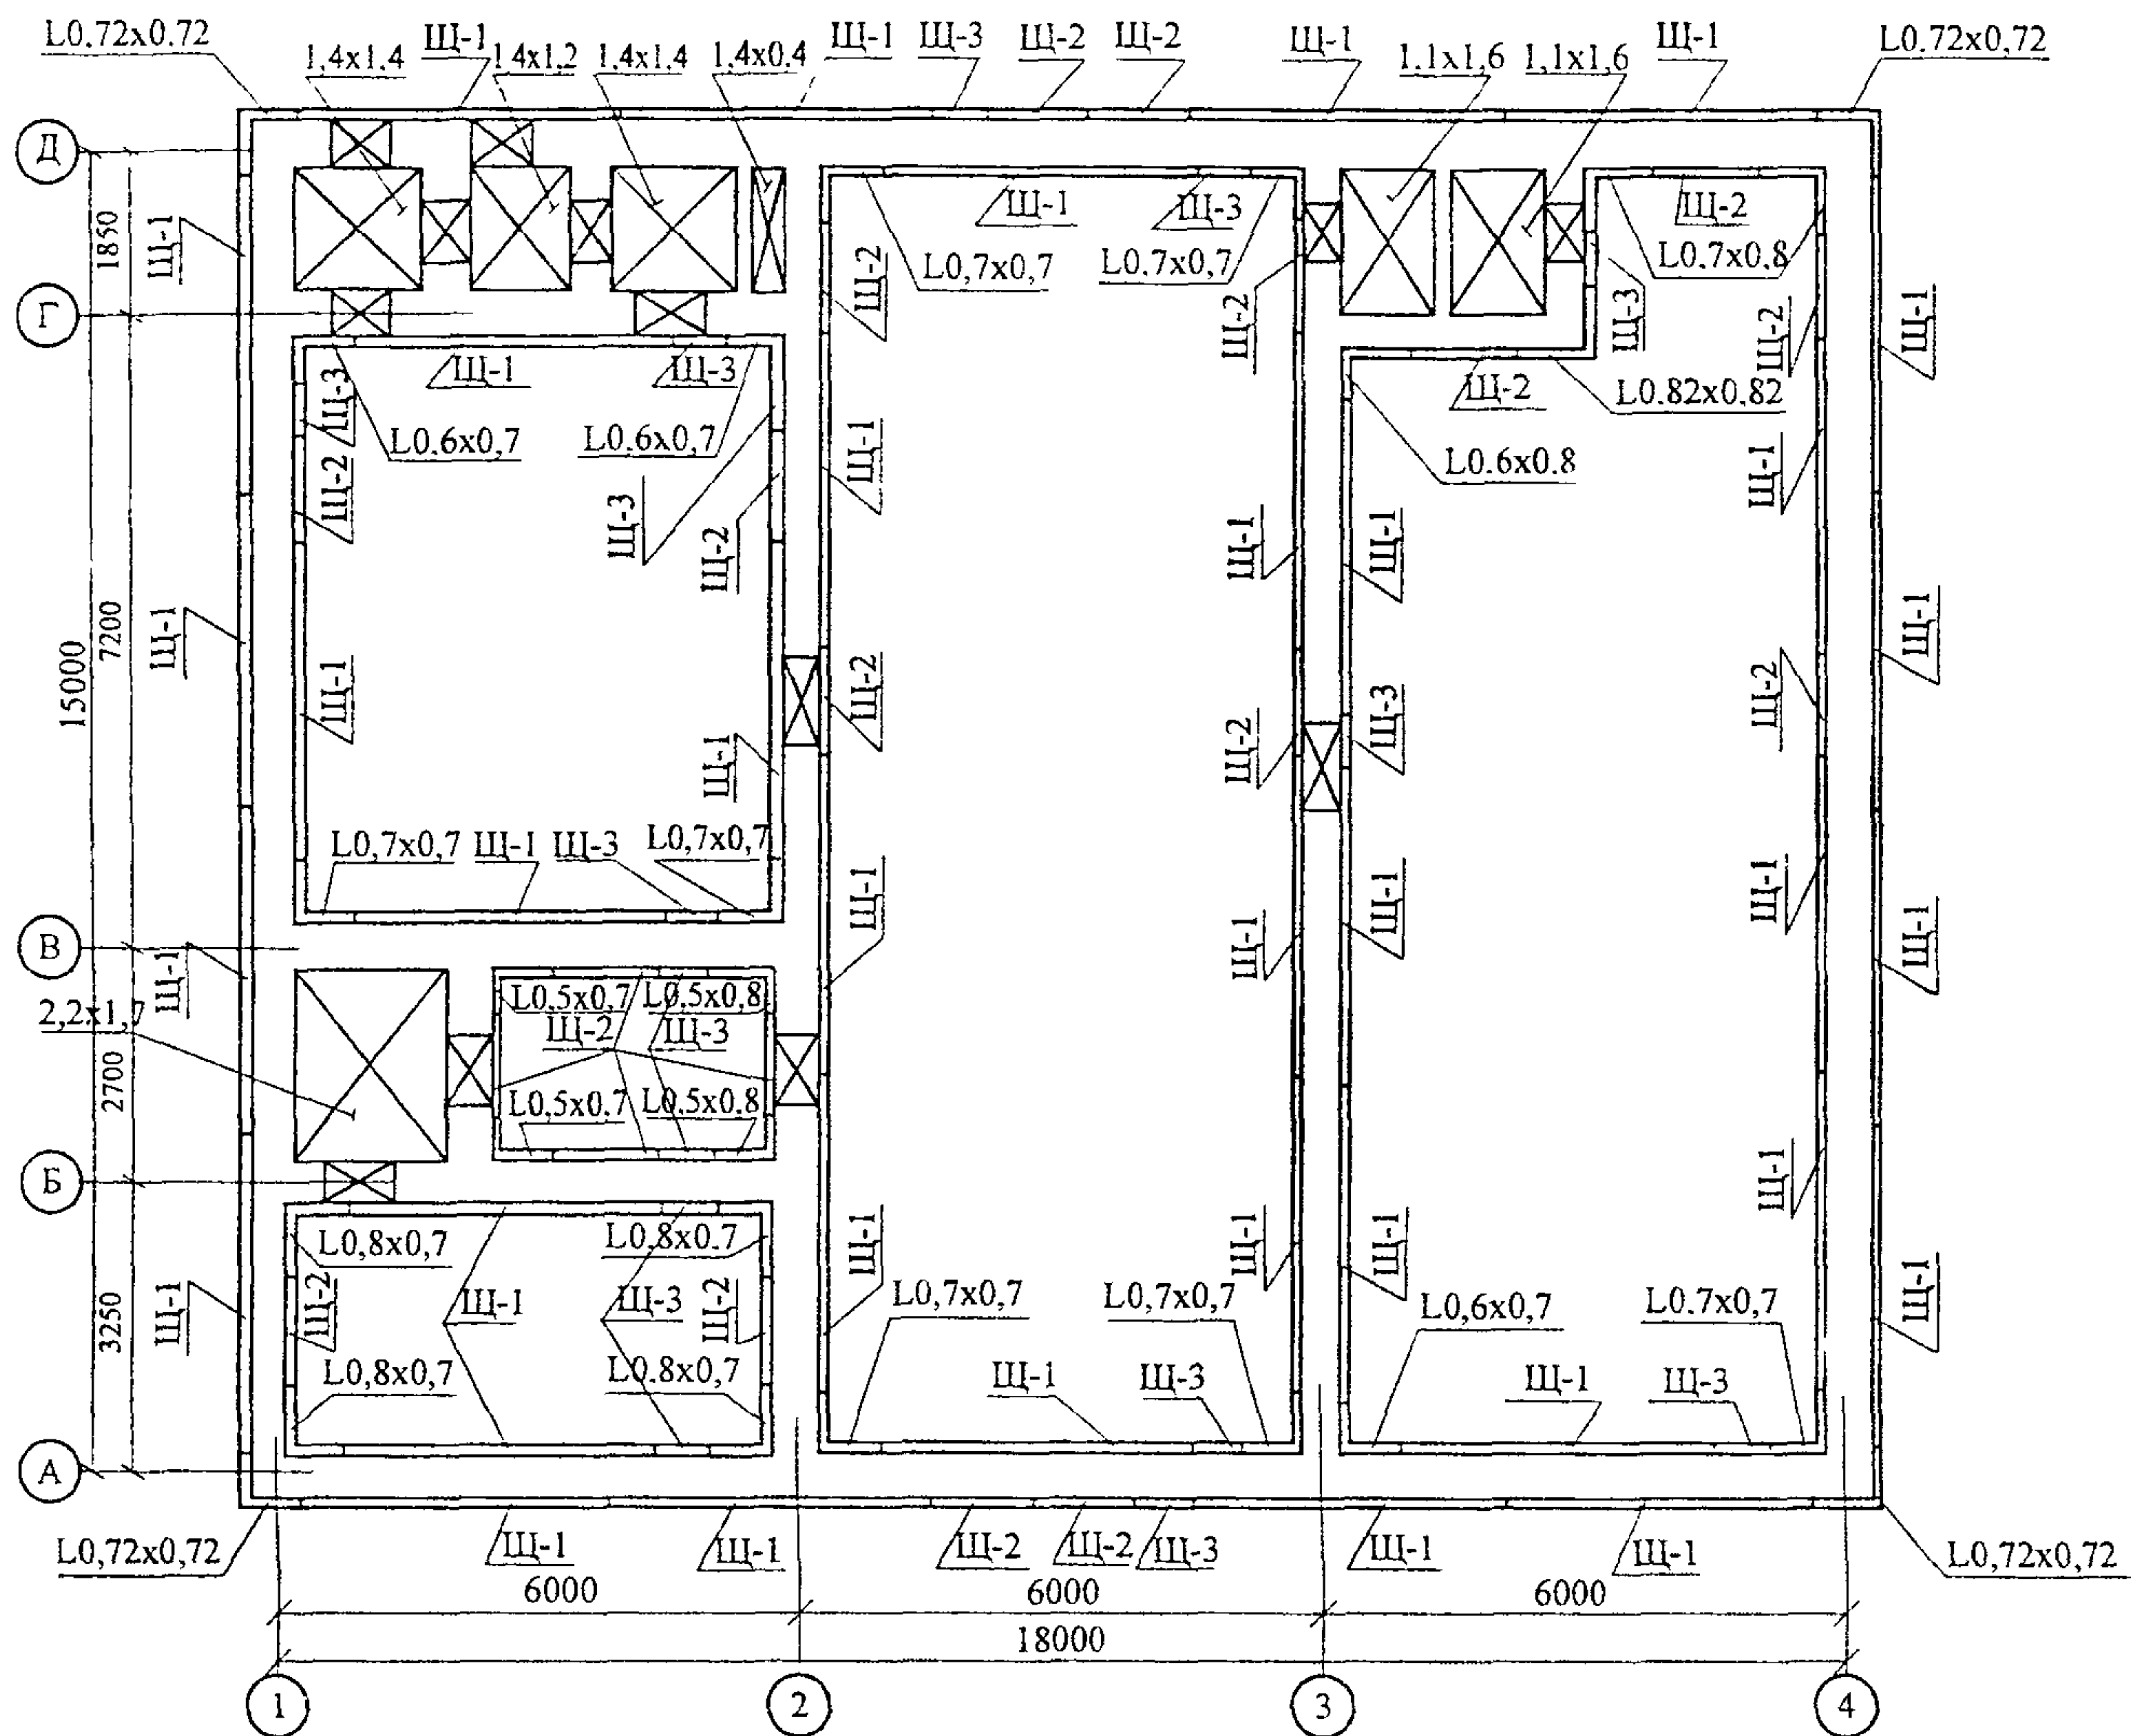 L0.72x0.72
1,4x1,4
Щ-1
1.4x1,2
1,4x1.4
1,4x0.4
Щ-1
Щ-3
Щ-2
Щ-2
Щ-1
1.1x1,6
1,1x1,6
Щ-1
L0.72x0,72
Д
1850
Щ-1
Щ-2
Щ-1
Щ-3
L0,7x0,7
L0.7x0,7
Щ-2
Щ-2
L0.7x0.8
Щ-3
Щ-2
Щ-1
Г
Щ-3
Щ-1
Щ-3
L0.6x0,7
L0.6x0,7
Щ-2
L0.82x0.82
L0.6x0.8
Щ-2
Щ-3
Щ-2
Щ-1
Щ-1
Щ-1
Щ-1
15000
7200
Щ-1
Щ-1
Щ-1
Щ-2
Щ-2
Щ-3
Щ-2
Щ-1
L0,7x0,7
Щ-1
Щ-3
L0,7x0,7
Щ-1
Щ-1
Щ-1
Щ-1
Щ-1
В
Щ-1
2,2x1,7
L0,5x0,7
L0.5x0,8
Щ-2
Щ-3
L0,5x0.7
L0.5x0.8
2700
Б
Щ-1
L0.8x0,7
L0.8x0.7
Щ-1
Щ-1
Щ-1
3250
Щ-1
Щ-2
Щ-1
Щ-3
Щ-2
L0,7x0,7
L0,7x0,7
L0,6x0,7
L0.7x0,7
Щ-1
L0,8x0,7
L0.8x0,7
Щ-1
Щ-3
Щ-1
Щ-3
А
L0,72x0,72
Щ-1
Щ-1
Щ-2
Щ-2
Щ-3
Щ-1
Щ-1
L0,72x0,72
6000
6000
6000
18000
1
2
3
4